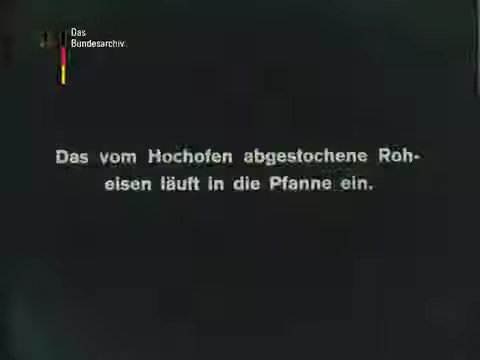 Das
Bundesarchiv
Das vom Hochofen abgestochene Roh-
eisen läuft in die Pfanne ein.